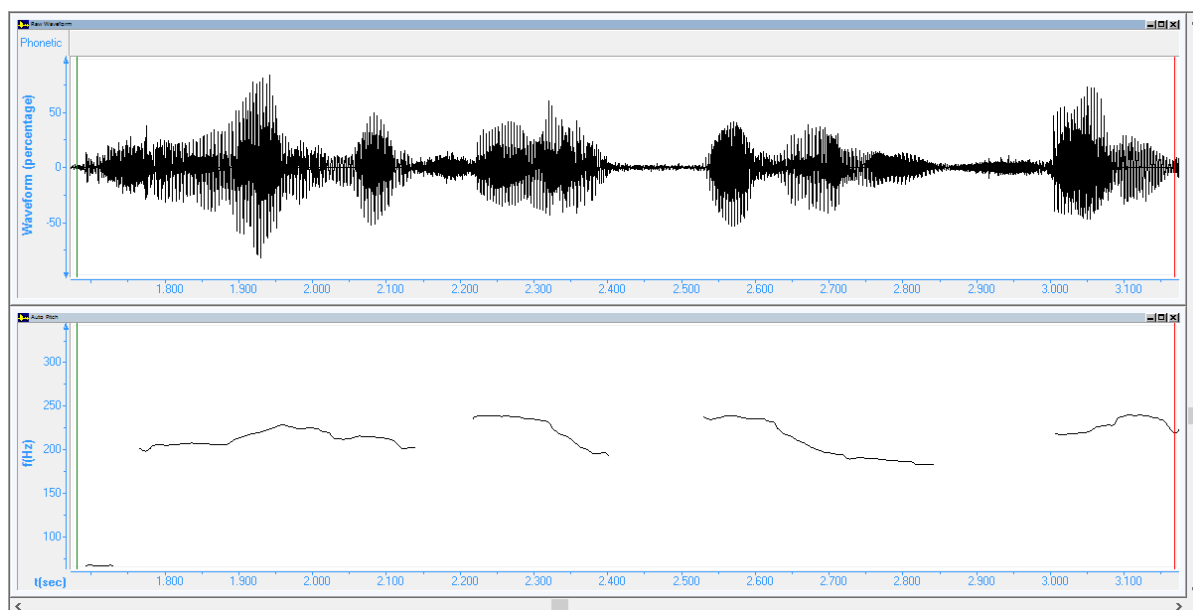 Raw Waveform
Phonetic
Waveform (percentage)
50
0
-50
1.800 1.900 2.000 2.100 2.200 2.300 2.400 2.500 2.600 2.700 2.800 2.900 3.000 3.100
Auto Pitch
f(Hz)
300
250
200
150
100
t(sec) 1.800 1.900 2.000 2.100 2.200 2.300 2.400 2.500 2.600 2.700 2.800 2.900 3.000 3.100